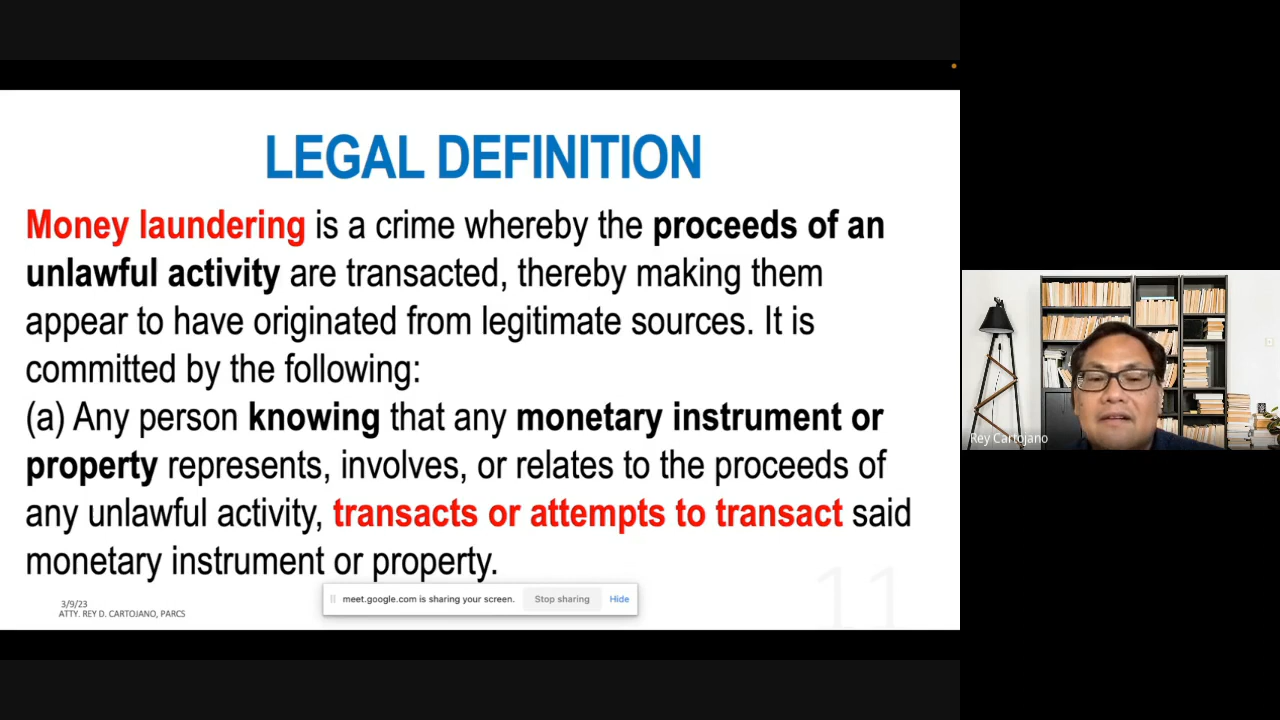 LEGAL DEFINITION
Money laundering is a crime whereby the proceeds of an
unlawful activity are transacted, thereby making them
appear to have originated from legitimate sources. It is
committed by the following:
(a) Any person knowing that any monetary instrument or
property represents, involves, or relates to the proceeds of
any unlawful activity, transacts or attempts to transact said
monetary instrument or property.
3/9/23
ATTY. REY D. CARTOJANO, PARCS
meet.google.com is sharing your screen. Stop sharing Hide
11
Rey Cartojano